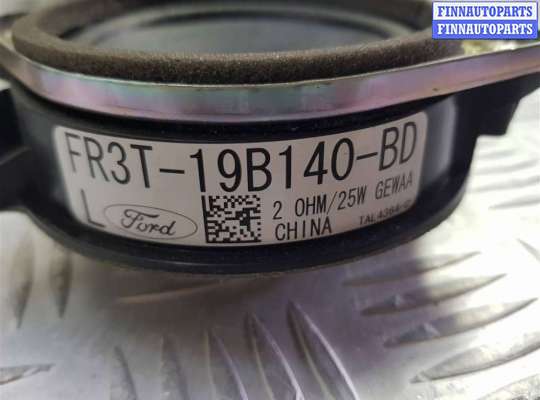 FINNAUTOPARTS
FINNAUTOPARTS
FR3T-19B140-BD
L Ford 2 OHM/25W GEWAA
CHINA